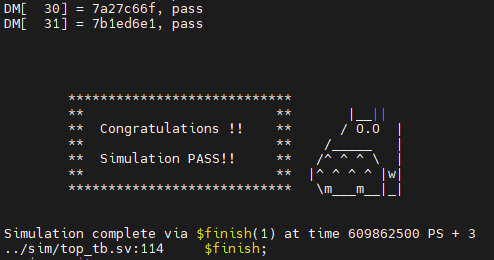 DM[  30] = 7a27c66f, pass
DM[  31] = 7b1ed6e1, pass
****************************
**                        **       |__||
**  Congratulations !!    **      / O.O  |
**                        **    /_____   |
**  Simulation PASS!!     **   /^ ^ ^ \  |
**                        **  |^ ^ ^ ^ |w|
****************************   \m___m__|_|
Simulation complete via $finish(1) at time 609862500 PS + 3
../sim/top_tb.sv:114     $finish;